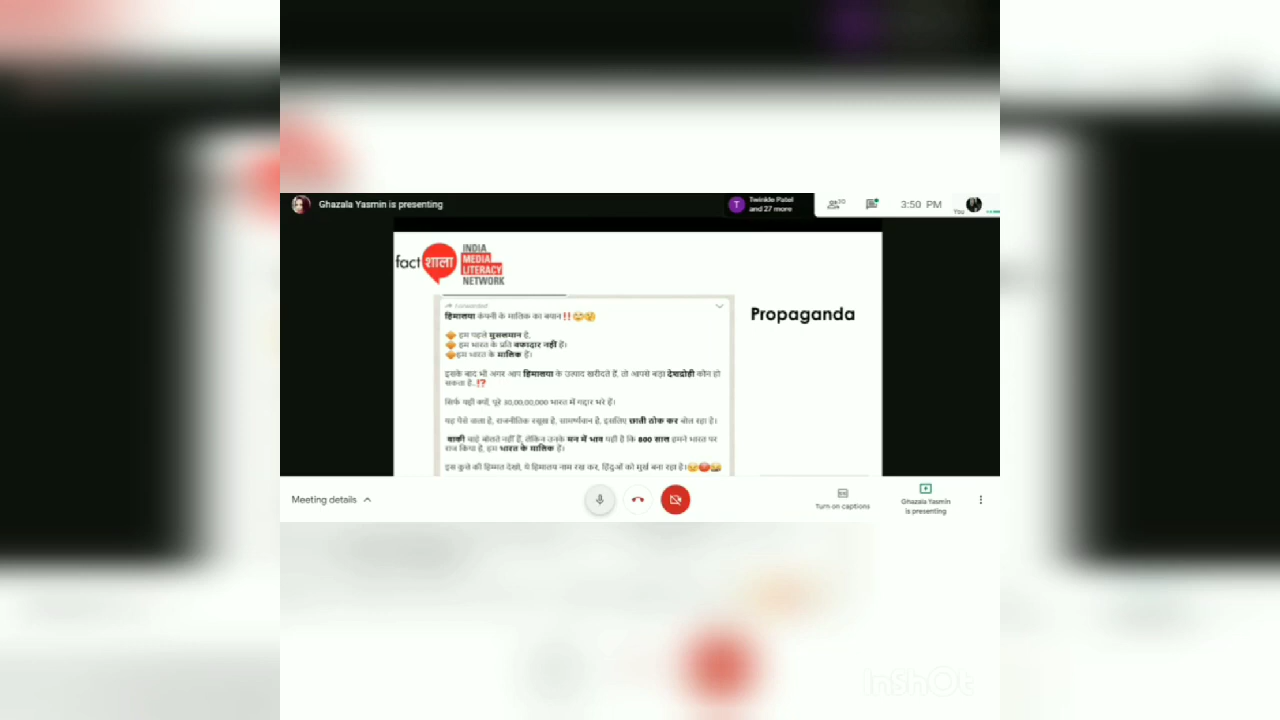 Ghazala Yasmin is presenting
Twinkle Patel
and 27 more
3:50 PM
You
factशाला
INDIA
MEDIA
LITERACY
NETWORK
Forwarded
Propaganda
हिमालया कंपनी के मालिक का बयान‼️
हम पहले मुसलमान हैं,
हम भारत के प्रति वफादार नहीं हैं।
हम भारत के मालिक हैं।
इसके बाद भी अगर आप हिमालया के उत्पाद खरीदते हैं, तो आपसे बड़ा देशद्रोही कौन हो
सकता है..⁉️
सिर्फ यही क्यों, पूरे 30,00,00,000 भारत में गद्दार भरे हैं।
यह पैसे वाला है, राजनीतिक रसूख है, सामर्थ्यवान है, इसलिए छाती ठोक कर बोल रहा है।
बाकी चाहे बोलते नहीं हैं, लेकिन उनके मन में भाव यही है कि 800 साल हमने भारत पर
राज किया है, हम भारत के मालिक हैं।
इस कुत्ते की हिम्मत देखो, ये हिमालय नाम रख कर, हिंदुओं को मुर्ख बना रहा है।
Meeting details
Turn on captions
Ghazala Yasmin
is presenting
InShOt